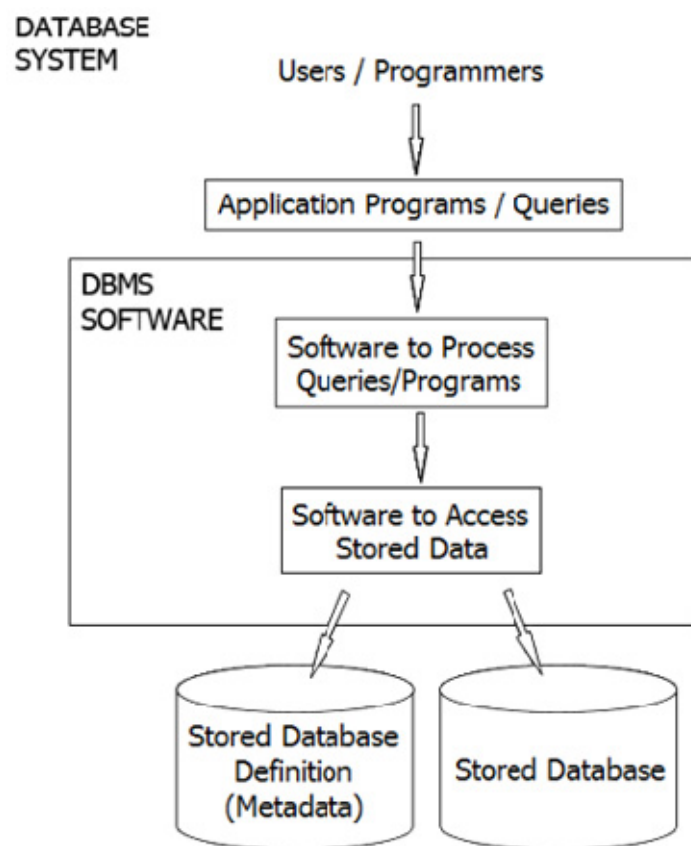 DATABASE
SYSTEM
Users / Programmers
Application Programs / Queries
DBMS
SOFTWARE
Software to Process
Queries/Programs
Software to Access
Stored Data
Stored Database
Definition
(Metadata)
Stored Database